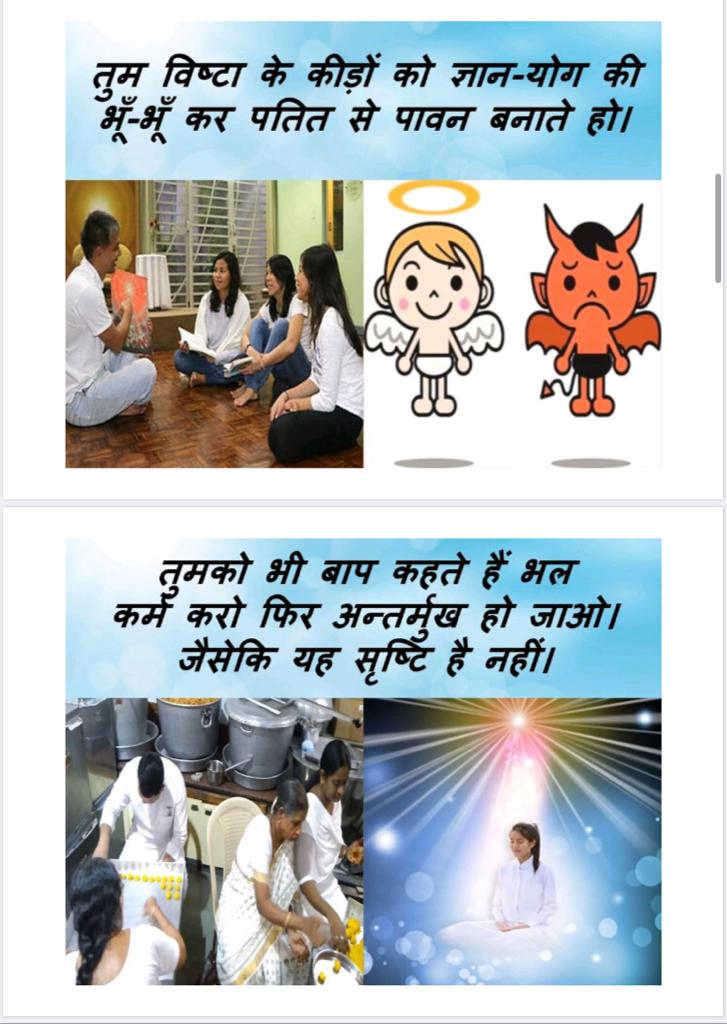 तुम विष्टा के कीड़ों को ज्ञान-योग की
भूँ-भूँ कर पतित से पावन बनाते हो।
तुमको भी बाप कहते हैं भल
कर्म करो फिर अन्तर्मुख हो जाओ।
जैसेकि यह सृष्टि है नहीं।